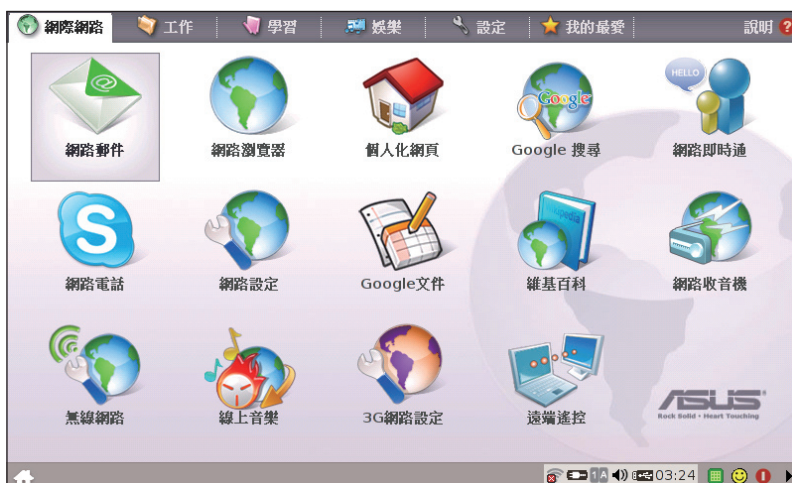 網際網路 工作 學習 娛樂 設定 我的最愛 說明 ?
HELLO
網路郵件 網路瀏覽器 個人化網頁 Google 搜尋 網路即時通
Google
網路電話 網路設定 Google文件 維基百科 網路收音機
S
無線網路 線上音樂 3G網路設定 遠端遙控
ASUS
Rock Solid • Heart Touching
1A 03:24